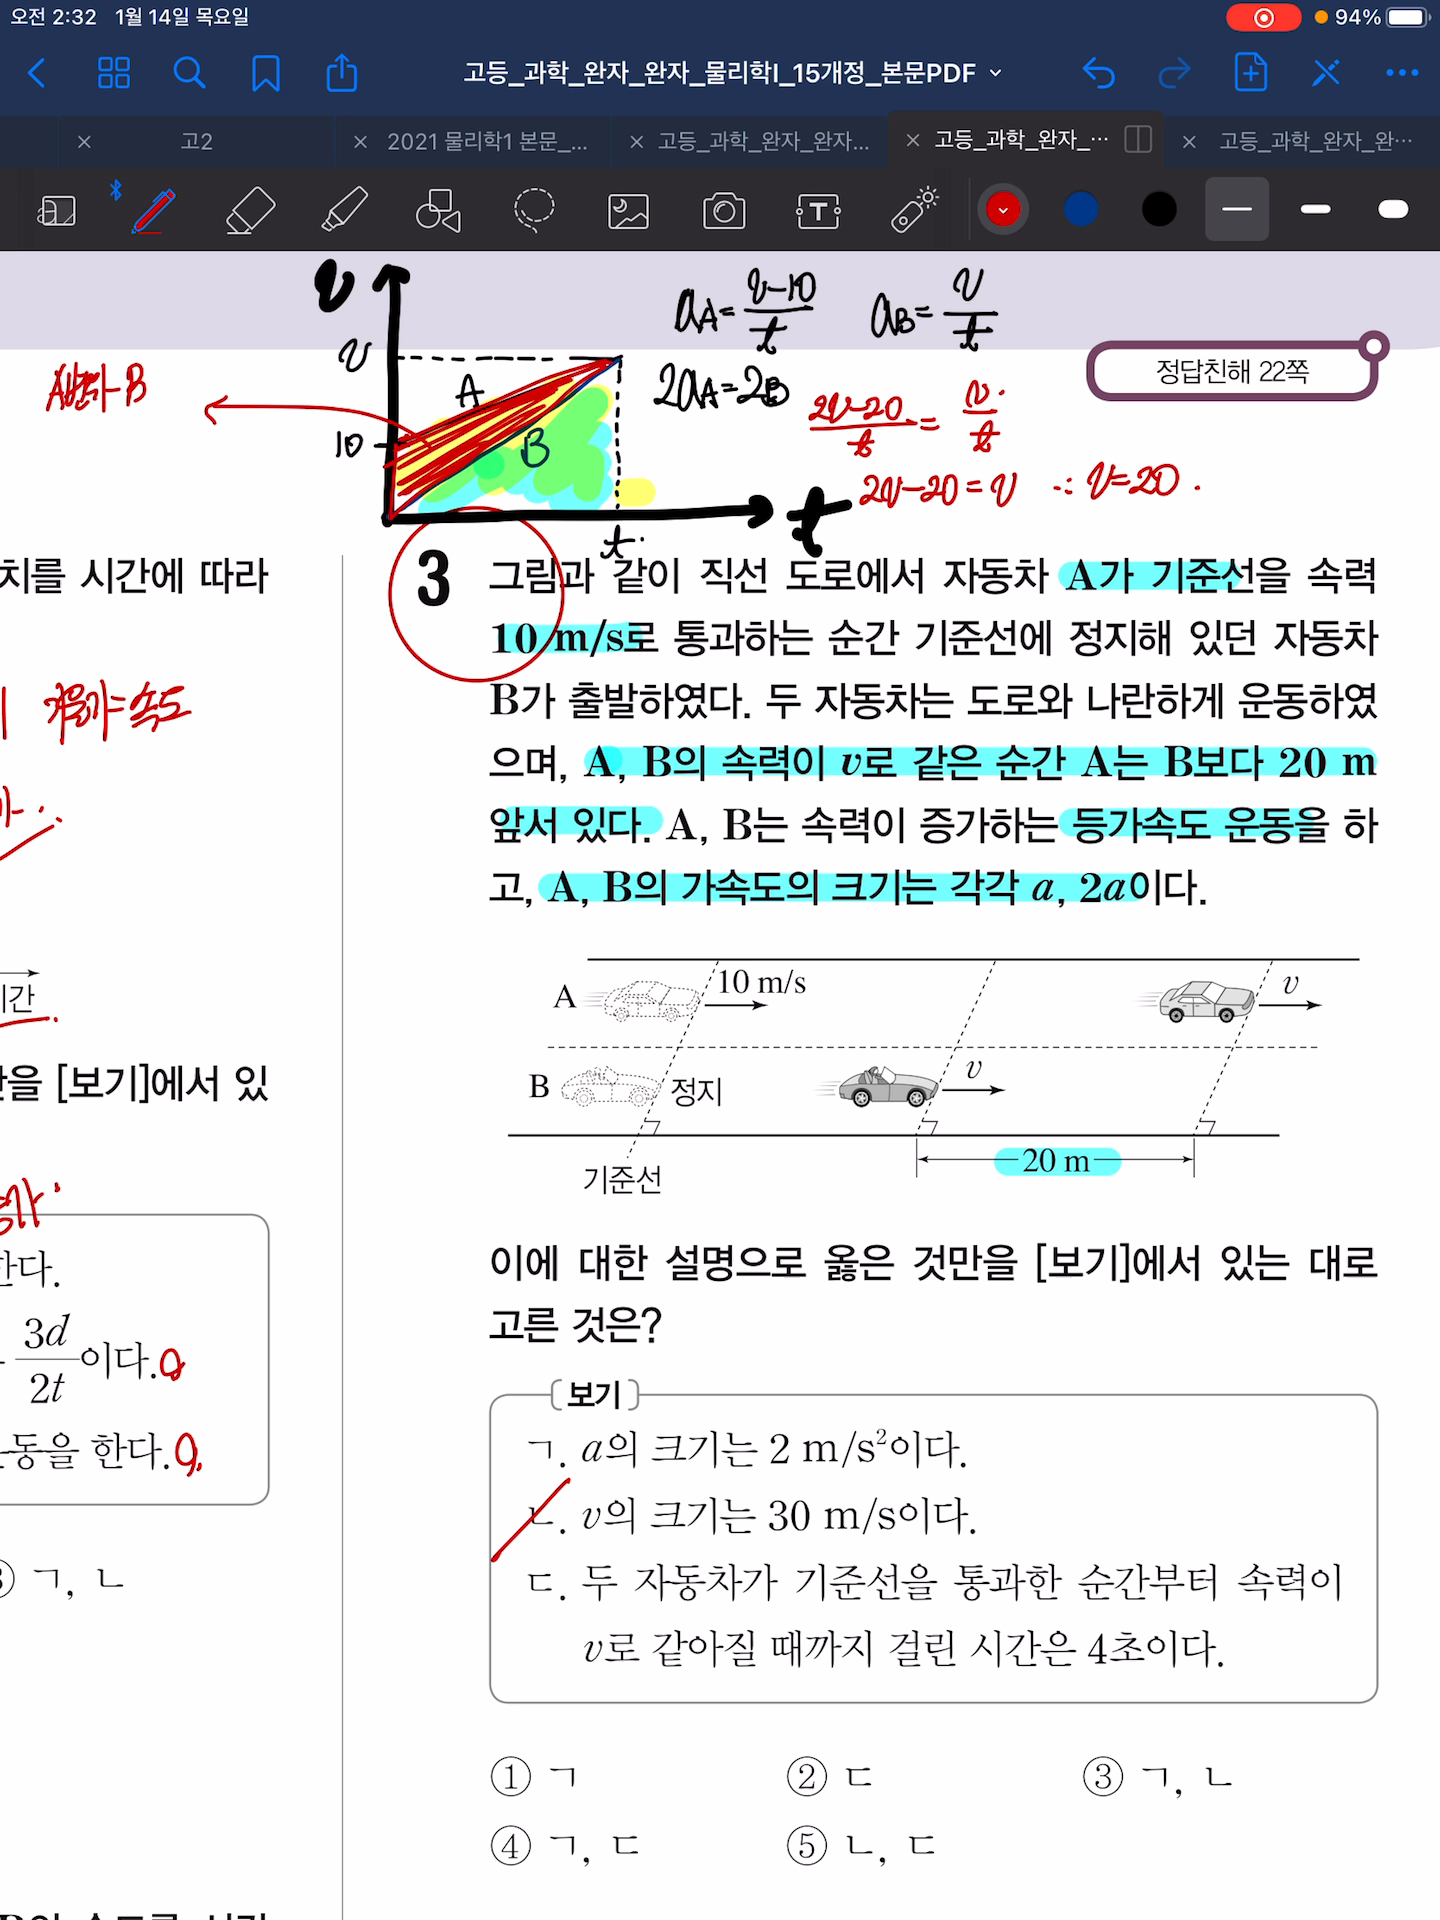 오전 2:32 1월 14일 목요일
94%
고등_과학_완자_완자_물리학I_15개정_본문PDF
고2
2021 물리학1 본문_...
고등_과학_완자_완자...
고등_과학_완자_...
고등_과학_완자_완...
v
v
10
A
B
t
t
a_A = (v-10)/t
a_B = v/t
(2v-20)/t = v/t
2v-20=v ∴ v=20.
정답친해 22쪽
치를 시간에 따라
기울기=속도
간
만을 [보기]에서 있
한다.
3d/2t 이다.
동을 한다.
ㄱ, ㄴ
3 그림과 같이 직선 도로에서 자동차 A가 기준선을 속력
10 m/s로 통과하는 순간 기준선에 정지해 있던 자동차
B가 출발하였다. 두 자동차는 도로와 나란하게 운동하였
으며, A, B의 속력이 v로 같은 순간 A는 B보다 20 m
앞서 있다. A, B는 속력이 증가하는 등가속도 운동을 하
고, A, B의 가속도의 크기는 각각 a, 2a이다.
A 10 m/s v
B 정지 v
20 m
기준선
이에 대한 설명으로 옳은 것만을 [보기]에서 있는 대로
고른 것은?
보기
ㄱ. a의 크기는 2 m/s²이다.
ㄴ. v의 크기는 30 m/s이다.
ㄷ. 두 자동차가 기준선을 통과한 순간부터 속력이
v로 같아질 때까지 걸린 시간은 4초이다.
① ㄱ ② ㄷ ③ ㄱ, ㄴ
④ ㄱ, ㄷ ⑤ ㄴ, ㄷ